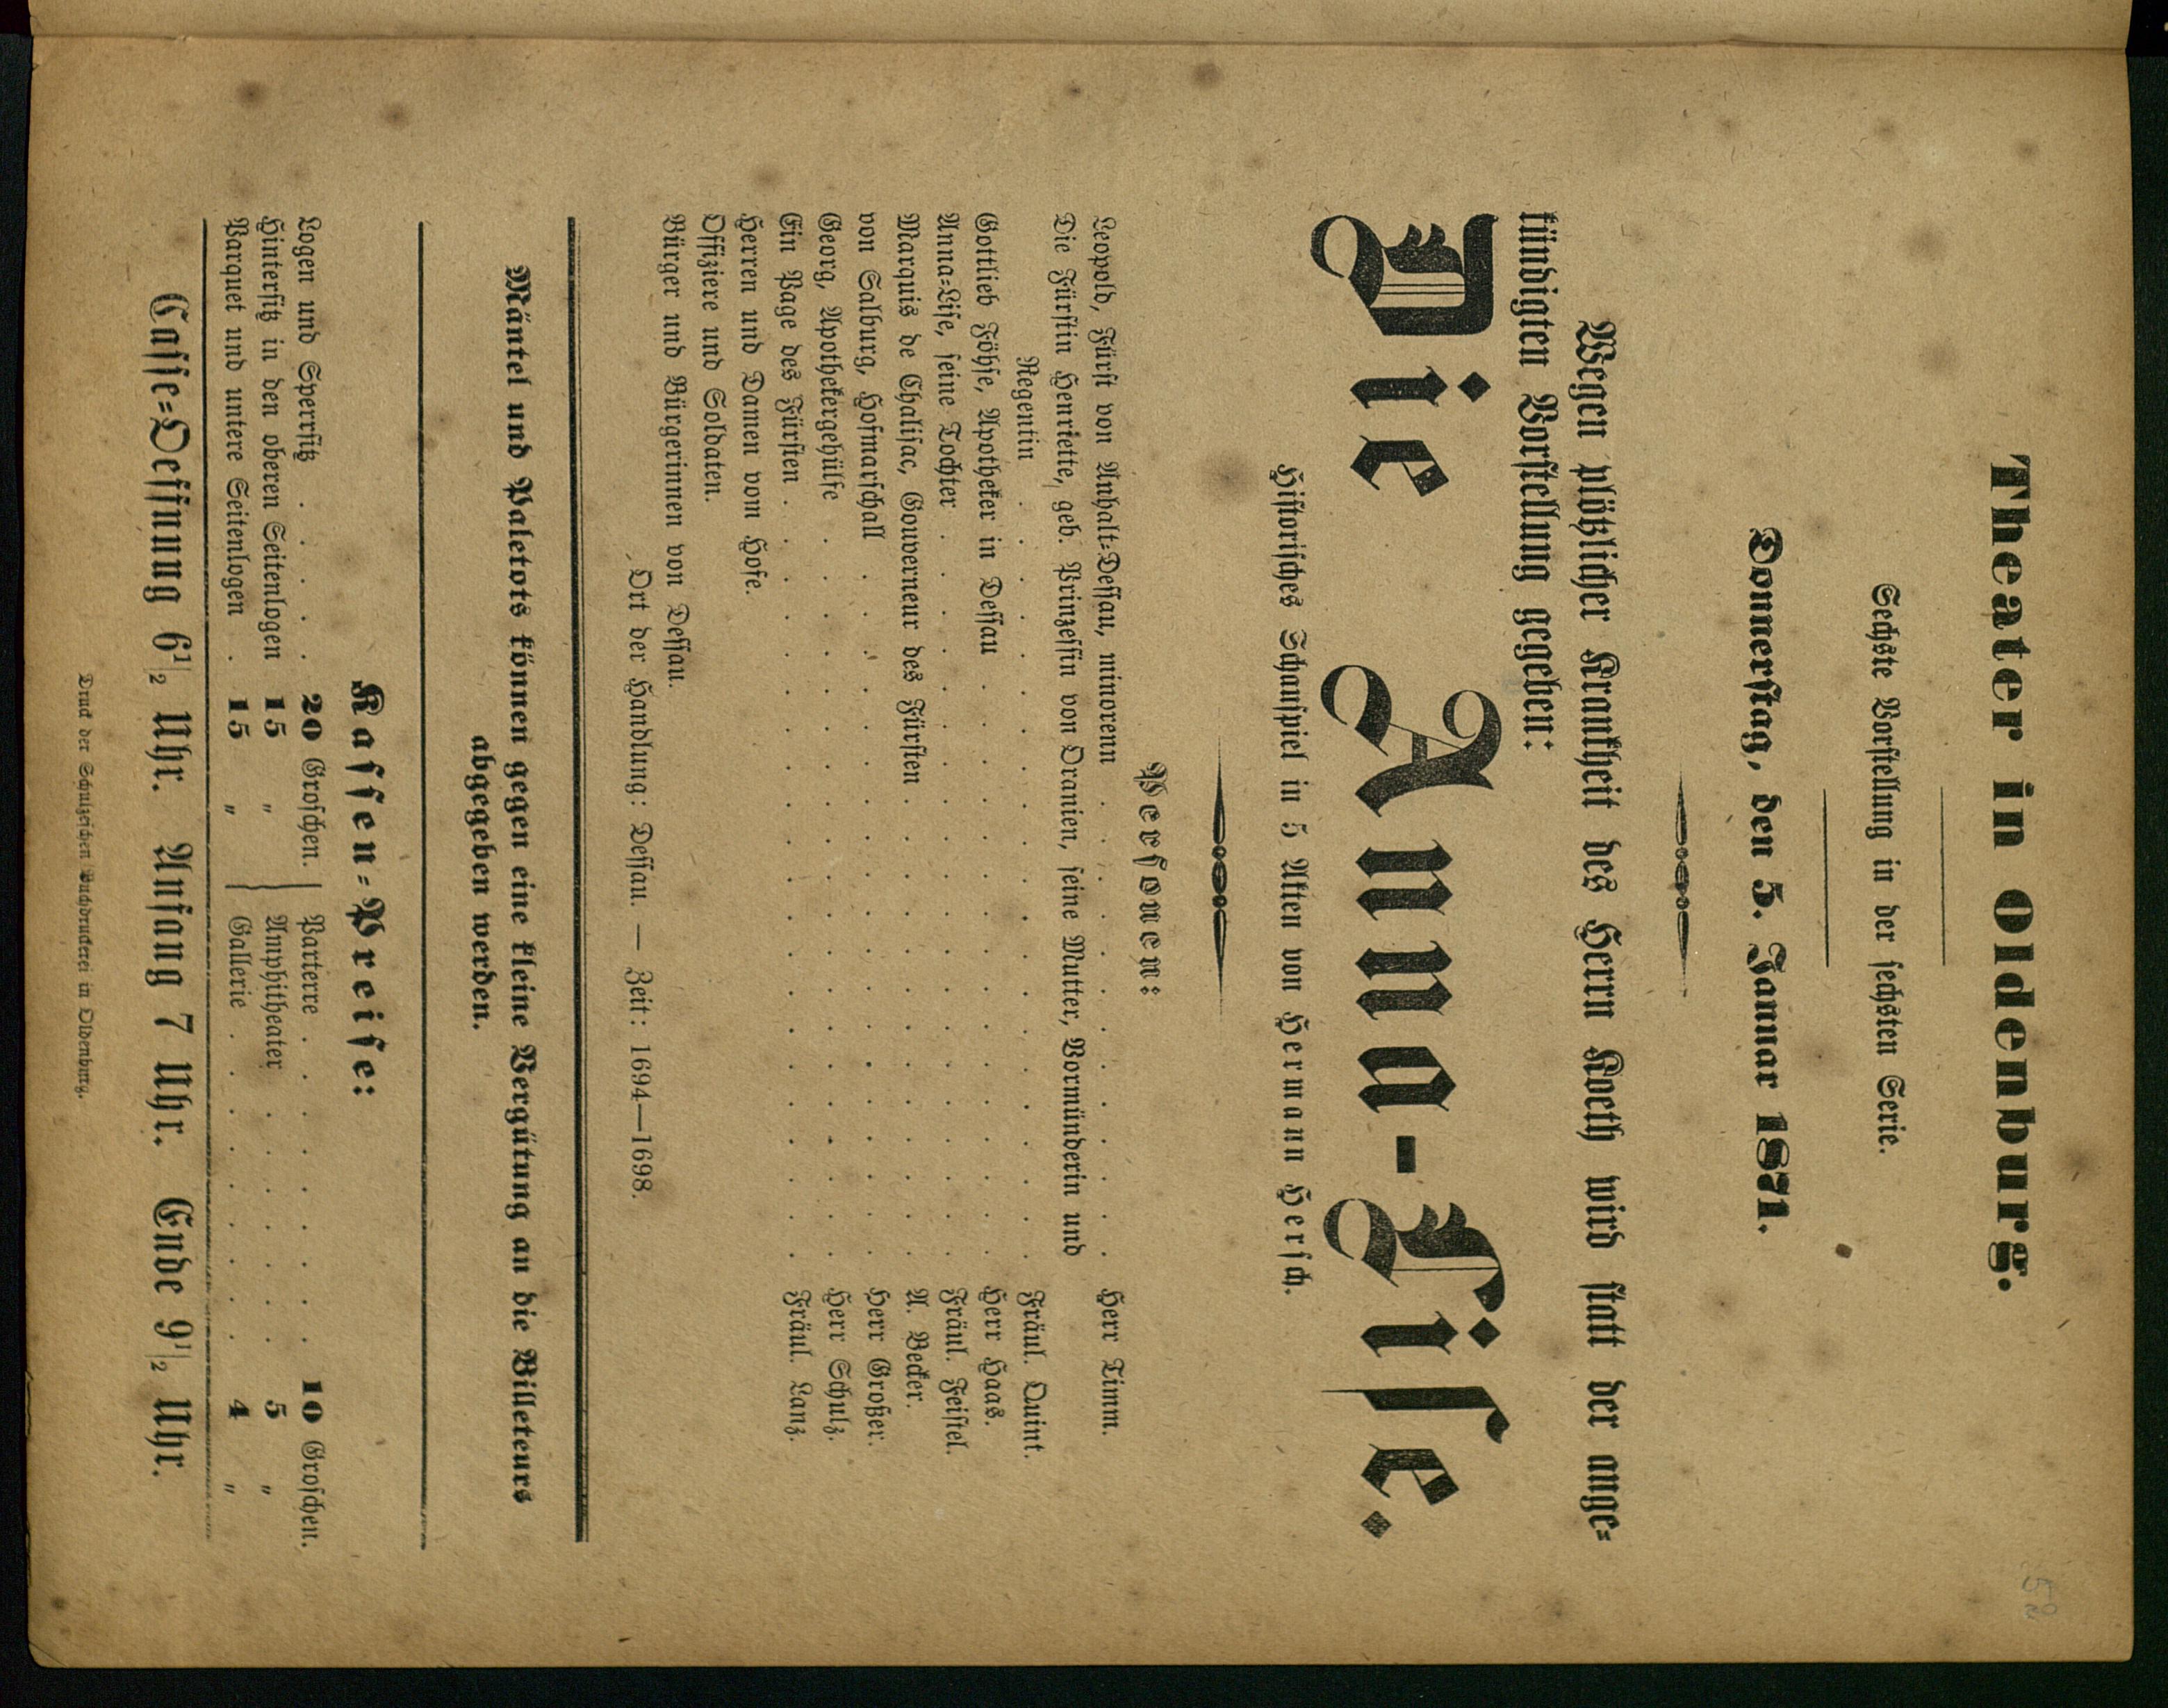 52
Theater in Oldenburg.
Sechste Vorstellung in der sechsten Serie.
Donnerstag, den 5. Januar 1871.
Wegen plötzlicher Krankheit des Herrn Koeth wird statt der ange-
kündigten Vorstellung gegeben:
Die Anna-Lise.
Historisches Schauspiel in 5 Akten von Hermann Hersch.
Personen:
Leopold, Fürst von Anhalt-Dessau, minorenn . . . . . . . . . . . . . Herr Timm.
Die Fürstin Henriette, geb. Prinzessin von Oranien, seine Mutter, Vormünderin und
Regentin . . . . . . . . . . . . . . . . . . . . Fräul. Quint.
Gottlieb Föhse, Apotheker in Dessau . . . . . . . . . . . . . . . . Herr Haas.
Anna-Lise, seine Tochter . . . . . . . . . . . . . . . . . . . . Fräul. Feistel.
Marquis de Chalisac, Gouverneur des Fürsten . . . . . . . . . . . . . A. Becker.
von Salburg, Hofmarschall . . . . . . . . . . . . . . . . . . . Herr Großer.
Georg, Apothekergehülfe . . . . . . . . . . . . . . . . . . . . Herr Schulz.
Ein Page des Fürsten . . . . . . . . . . . . . . . . . . . . . Fräul. Lanz.
Herren und Damen vom Hofe.
Offiziere und Soldaten.
Bürger und Bürgerinnen von Dessau.
Ort der Handlung: Dessau. — Zeit: 1694—1698.
Mäntel und Paletots können gegen eine kleine Vergütung an die Billeteurs
abgegeben werden.
Kassen-Preise:
Logen und Sperrsitz . . . . . 20 Groschen. Parterre . . . . . . . . . 10 Groschen.
Hintersitz in den oberen Seitenlogen 15 " Amphitheater . . . . . . . 5 "
Parquet und untere Seitenlogen . 15 " Gallerie . . . . . . . . . 4 "
Casse-Oeffnung 6 1/2 Uhr. Anfang 7 Uhr. Ende 9 1/2 Uhr.
Druck der Schulzeschen Buchdruckerei in Oldenburg.